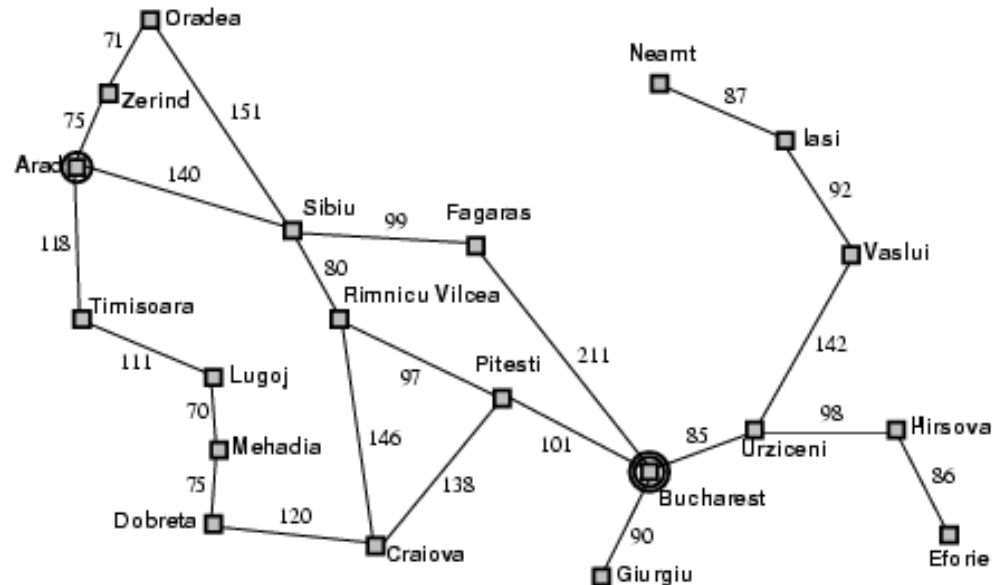 Oradea
71
Neamt
Zerind
87
75
151
Iasi
Arad
140
92
Sibiu
Fagaras
99
118
Vaslui
80
Timisoara
Rimnicu Vilcea
142
111
Lugoj
97
Pitesti
211
70
98
Hirsova
Mehadia
146
101
85
Urziceni
86
75
138
Bucharest
Dobreta
120
90
Craiova
Eforie
Giurgiu